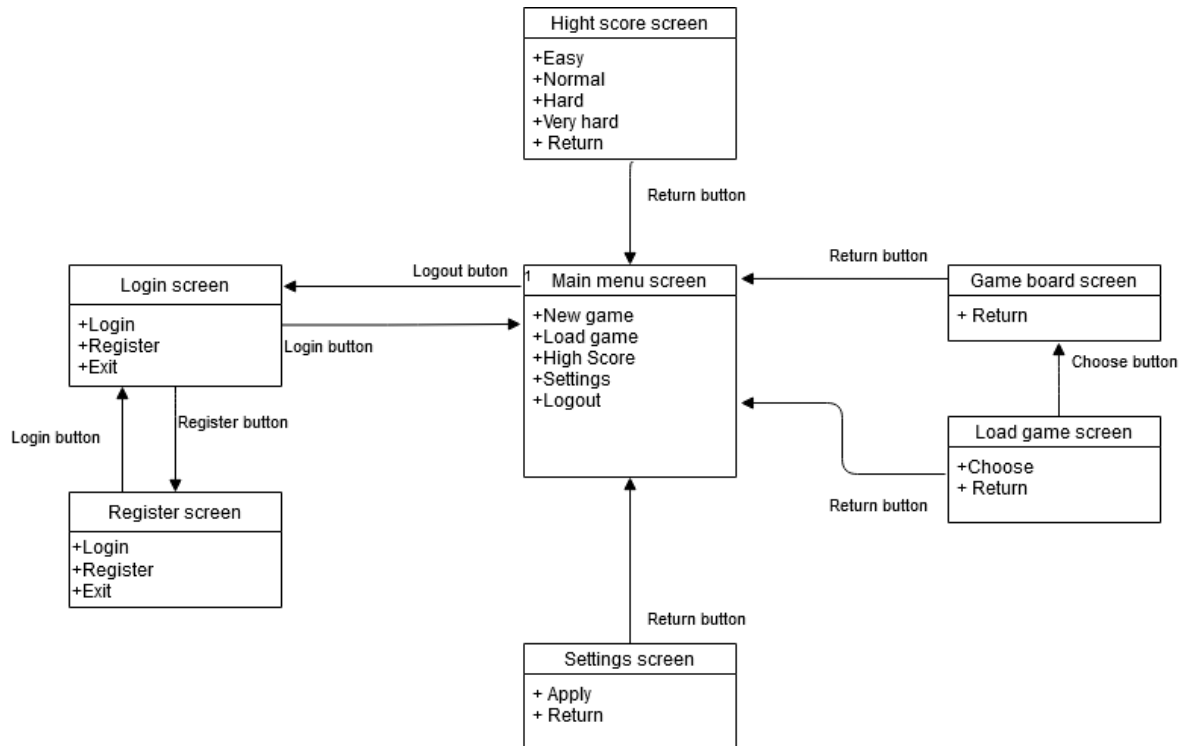 Hight score screen
+Easy
+Normal
+Hard
+Very hard
+ Return
Return button
Login screen
+Login
+Register
+Exit
Logout buton
Login button
1
Main menu screen
+New game
+Load game
+High Score
+Settings
+Logout
Return button
Game board screen
+ Return
Choose button
Load game screen
+Choose
+ Return
Return button
Login button
Register button
Register screen
+Login
+Register
+Exit
Return button
Settings screen
+ Apply
+ Return